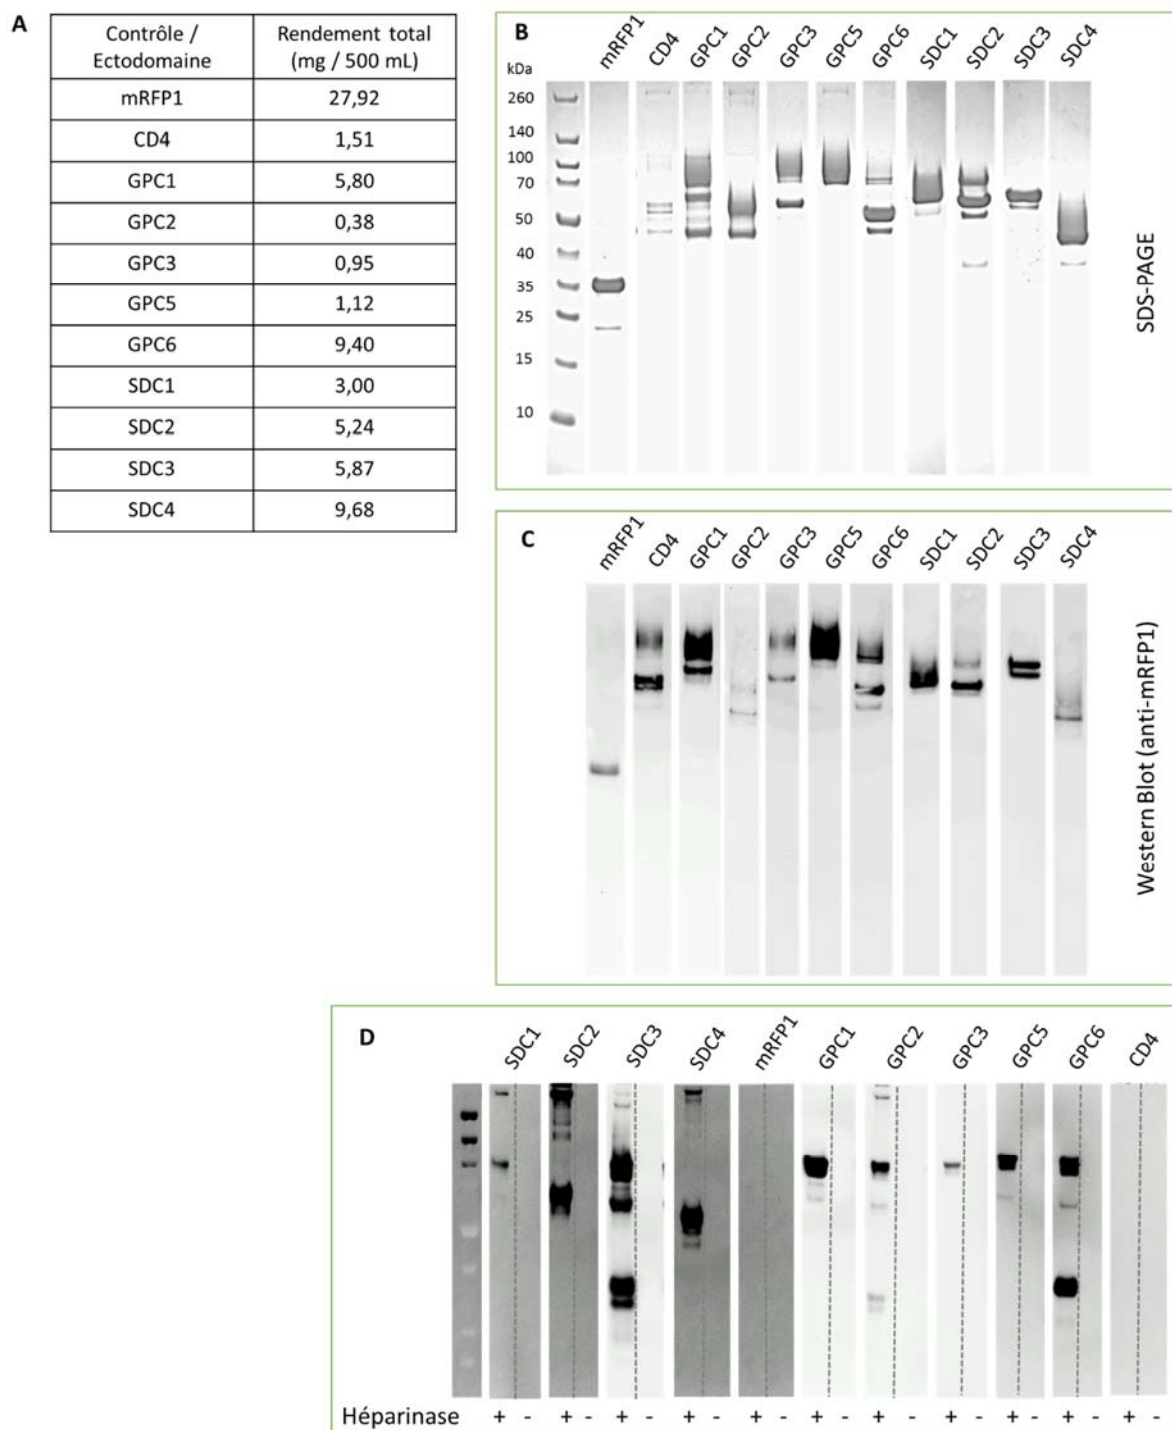 A
Contrôle / Ectodomaine Rendement total (mg / 500 mL)
mRFP1 27,92
CD4 1,51
GPC1 5,80
GPC2 0,38
GPC3 0,95
GPC5 1,12
GPC6 9,40
SDC1 3,00
SDC2 5,24
SDC3 5,87
SDC4 9,68
B
kDa
mRFP1 CD4 GPC1 GPC2 GPC3 GPC5 GPC6 SDC1 SDC2 SDC3 SDC4
260
140
100
70
50
40
35
25
15
10
SDS-PAGE
C
mRFP1 CD4 GPC1 GPC2 GPC3 GPC5 GPC6 SDC1 SDC2 SDC3 SDC4
Western Blot (anti-mRFP1)
D
SDC1 SDC2 SDC3 SDC4 mRFP1 GPC1 GPC2 GPC3 GPC5 GPC6 CD4
Héparinase + - + - + - + - + - + - + - + - + - + - + -